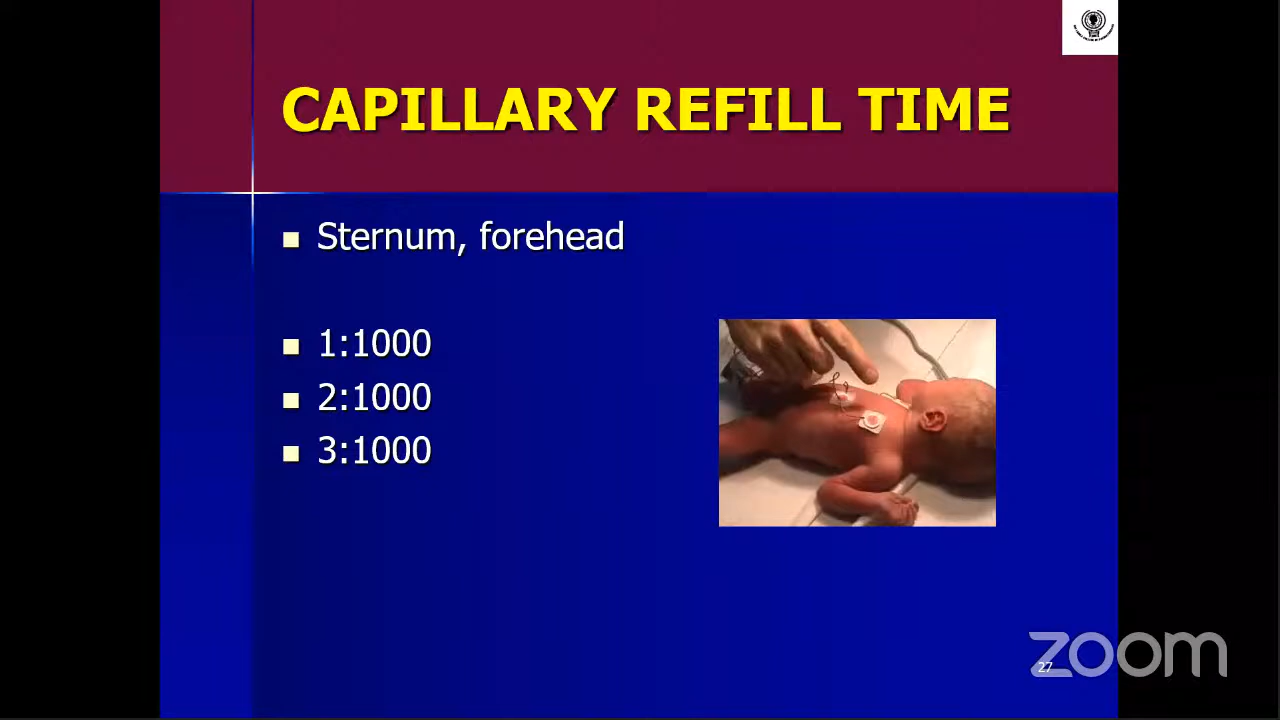 CAPILLARY REFILL TIME
Sternum, forehead
1:1000
2:1000
3:1000
27
zoom